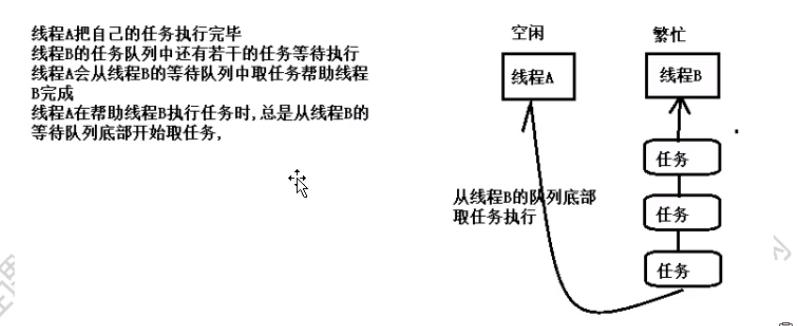 线程A把自己的任务执行完毕
线程B的任务队列中还有若干的任务等待执行
线程A会从线程B的等待队列中取任务帮助线程
B完成
线程A在帮助线程B执行任务时,总是从线程B的
等待队列底部开始取任务,
空闲
繁忙
线程A
线程B
任务
任务
任务
从线程B的队列底部
取任务执行